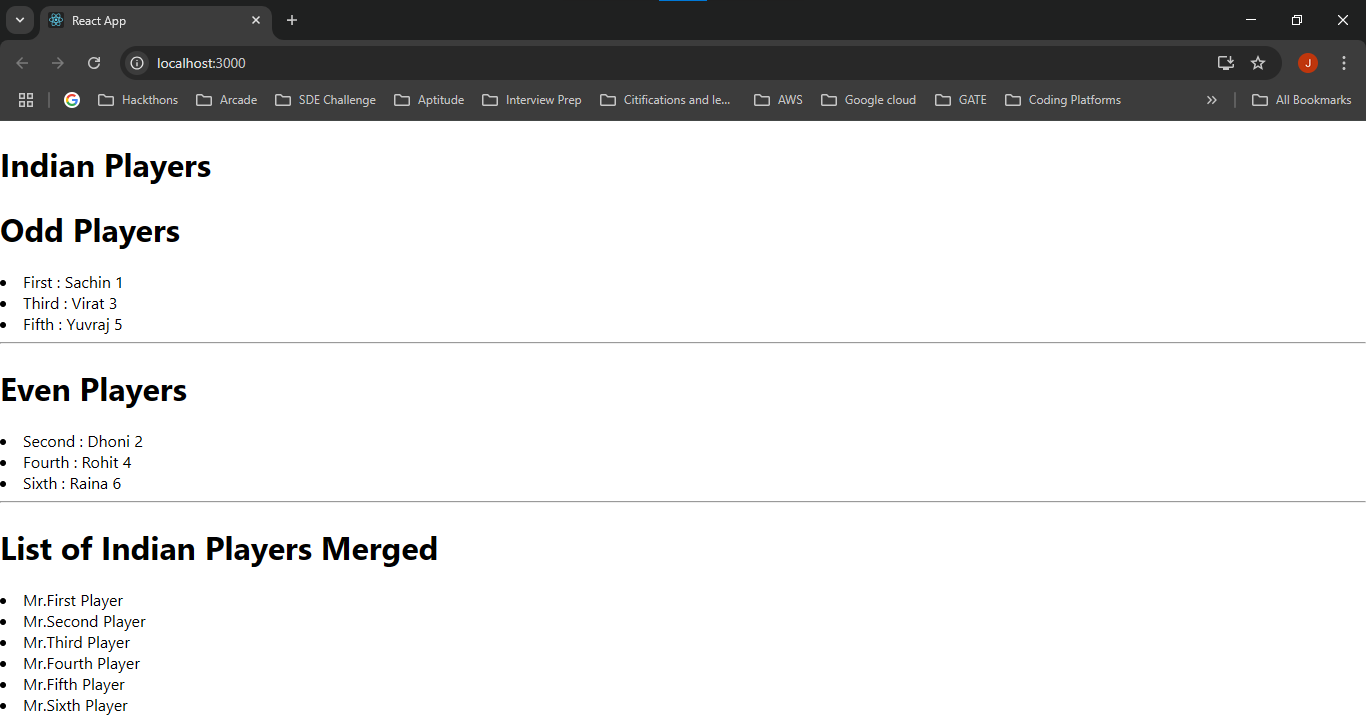 React App
localhost:3000
J
Hackthons Arcade SDE Challenge Aptitude Interview Prep Citifications and le... AWS Google cloud GATE Coding Platforms All Bookmarks
Indian Players
Odd Players
First : Sachin 1
Third : Virat 3
Fifth : Yuvraj 5
Even Players
Second : Dhoni 2
Fourth : Rohit 4
Sixth : Raina 6
List of Indian Players Merged
Mr.First Player
Mr.Second Player
Mr.Third Player
Mr.Fourth Player
Mr.Fifth Player
Mr.Sixth Player